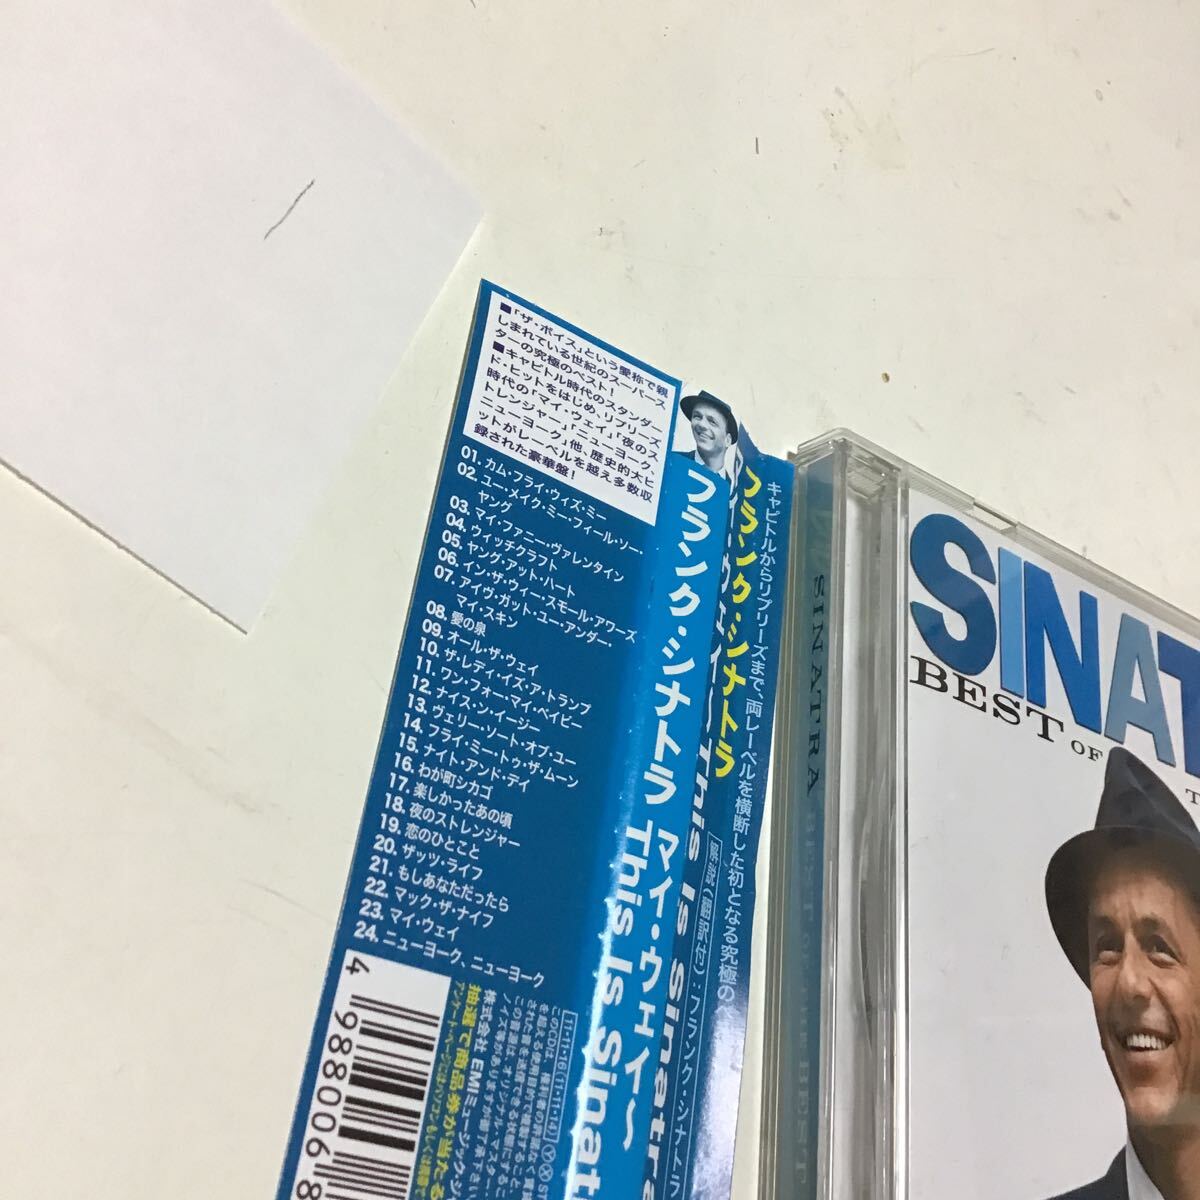 ■「ザ・ボイス」という愛称で親
しまれている世紀のスーパース
ターの究極のベスト!
■キャピトル時代のスタンダー
ド・ヒットをはじめ、リプリーズ
時代の「マイ・ウェイ」「夜のス
トレンジャー」「ニューヨーク、
ニューヨーク」他、歴史的大ヒ
ットがレーベルを越え多数収
録された豪華盤!
01. カム・フライ・ウィズ・ミー
02. ユー・メイク・ミー・フィール・ソー・
ヤング
03. マイ・ファニー・ヴァレンタイン
04. ウィッチクラフト
05. ヤング・アット・ハート
06. イン・ザ・ウィー・スモール・アワーズ
07. アイヴ・ガット・ユー・アンダー・
マイ・スキン
08. 愛の泉
09. オール・ザ・ウェイ
10. ザ・レディ・イズ・ア・トランプ
11. ワン・フォー・マイ・ベイビー
12. ナイス・ン・イージー
13. ヴェリー・ソート・オブ・ユー
14. フライ・ミー・トゥ・ザ・ムーン
15. ナイト・アンド・デイ
16. わが町シカゴ
17. 楽しかったあの頃
18. 夜のストレンジャー
19. 恋のひとこと
20. ザッツ・ライフ
21. もしあなただったら
22. マック・ザ・ナイフ
23. マイ・ウェイ
24. ニューヨーク、ニューヨーク
4 988006 8
抽選で商品券が当たる
株式会社 EMIミュージック・ジ
[11・11・16(11・11・14)]
フランク・シナトラ
マイ・ウェイ〜
This Is Sinat
フランク・シナトラ
This Is Sinatra
キャピトルからリプリーズまで、両レーベルを横断した初となる究極の
解説(翻訳付):フランク・シナトラ
SINATRA BEST OF THE BEST
SINAT
BEST OF